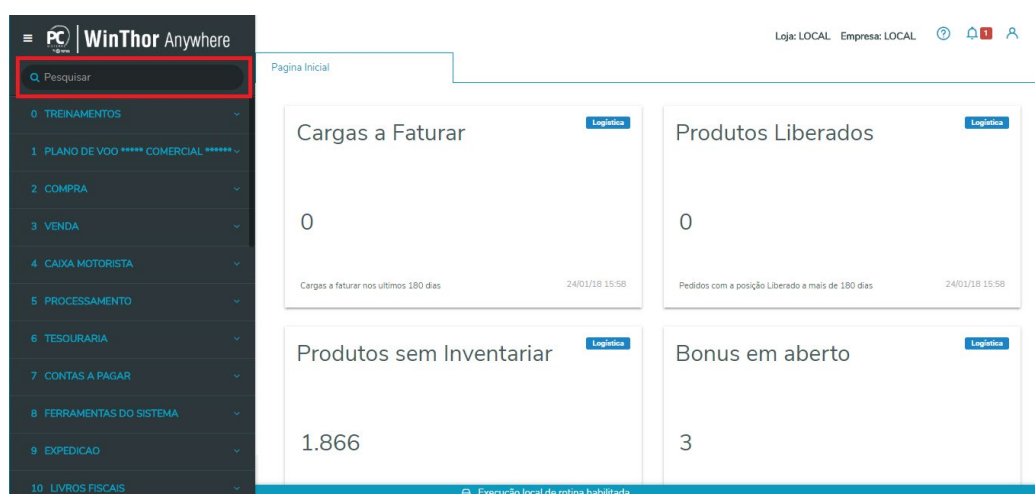 PC WinThor Anywhere
Pesquisar
0 TREINAMENTOS
1 PLANO DE VOO ***** COMERCIAL ******
2 COMPRA
3 VENDA
4 CAIXA MOTORISTA
5 PROCESSAMENTO
6 TESOURARIA
7 CONTAS A PAGAR
8 FERRAMENTAS DO SISTEMA
9 EXPEDICAO
10 LIVROS FISCAIS
Loja: LOCAL Empresa: LOCAL 1
Pagina Inicial
Cargas a Faturar Logística
0
Cargas a faturar nos ultimos 180 dias 24/01/18 15:58
Produtos Liberados Logística
0
Pedidos com a posição Liberado a mais de 180 dias 24/01/18 15:58
Produtos sem Inventariar Logística
1.866
Bonus em aberto Logística
3
Execução local de rotina habilitada